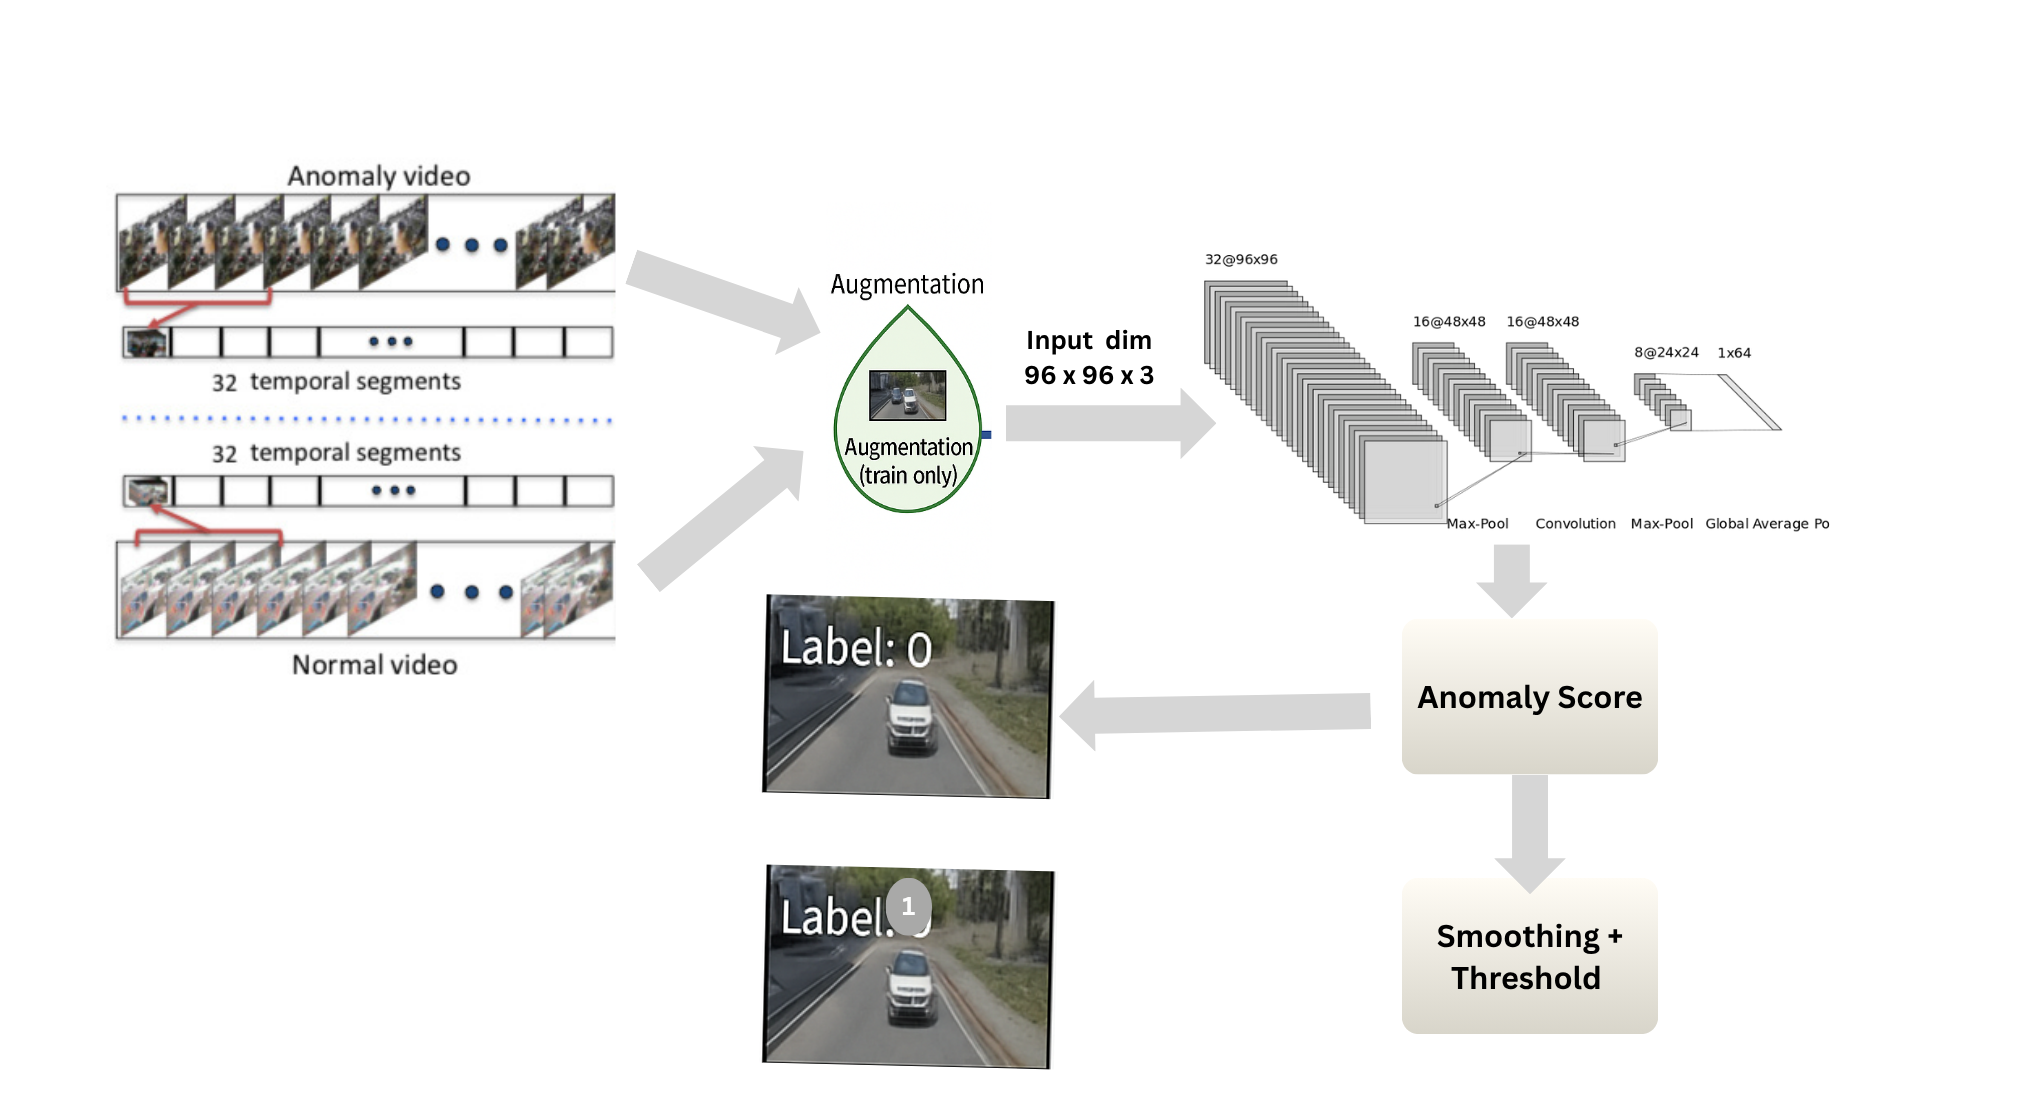 Anomaly video
32 temporal segments
32 temporal segments
Normal video
Augmentation
Augmentation
(train only)
Input dim
96 x 96 x 3
32@96x96
16@48x48
16@48x48
8@24x24
1x64
Max-Pool
Convolution
Max-Pool
Global Average Po
Anomaly Score
Label: 0
Label:
1
Smoothing +
Threshold